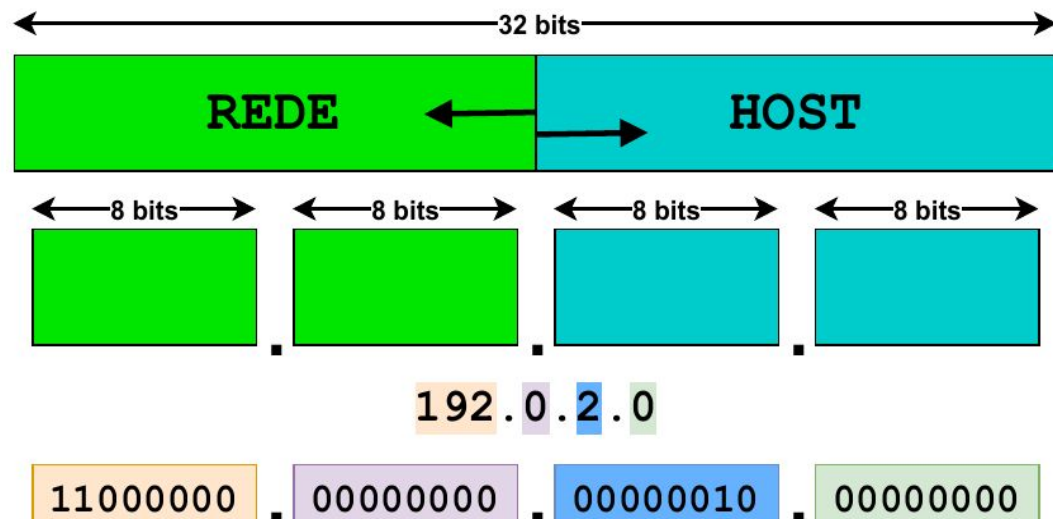 32 bits
REDE HOST
8 bits 8 bits 8 bits 8 bits
. . .
192.0.2.0
11000000 . 00000000 . 00000010 . 00000000